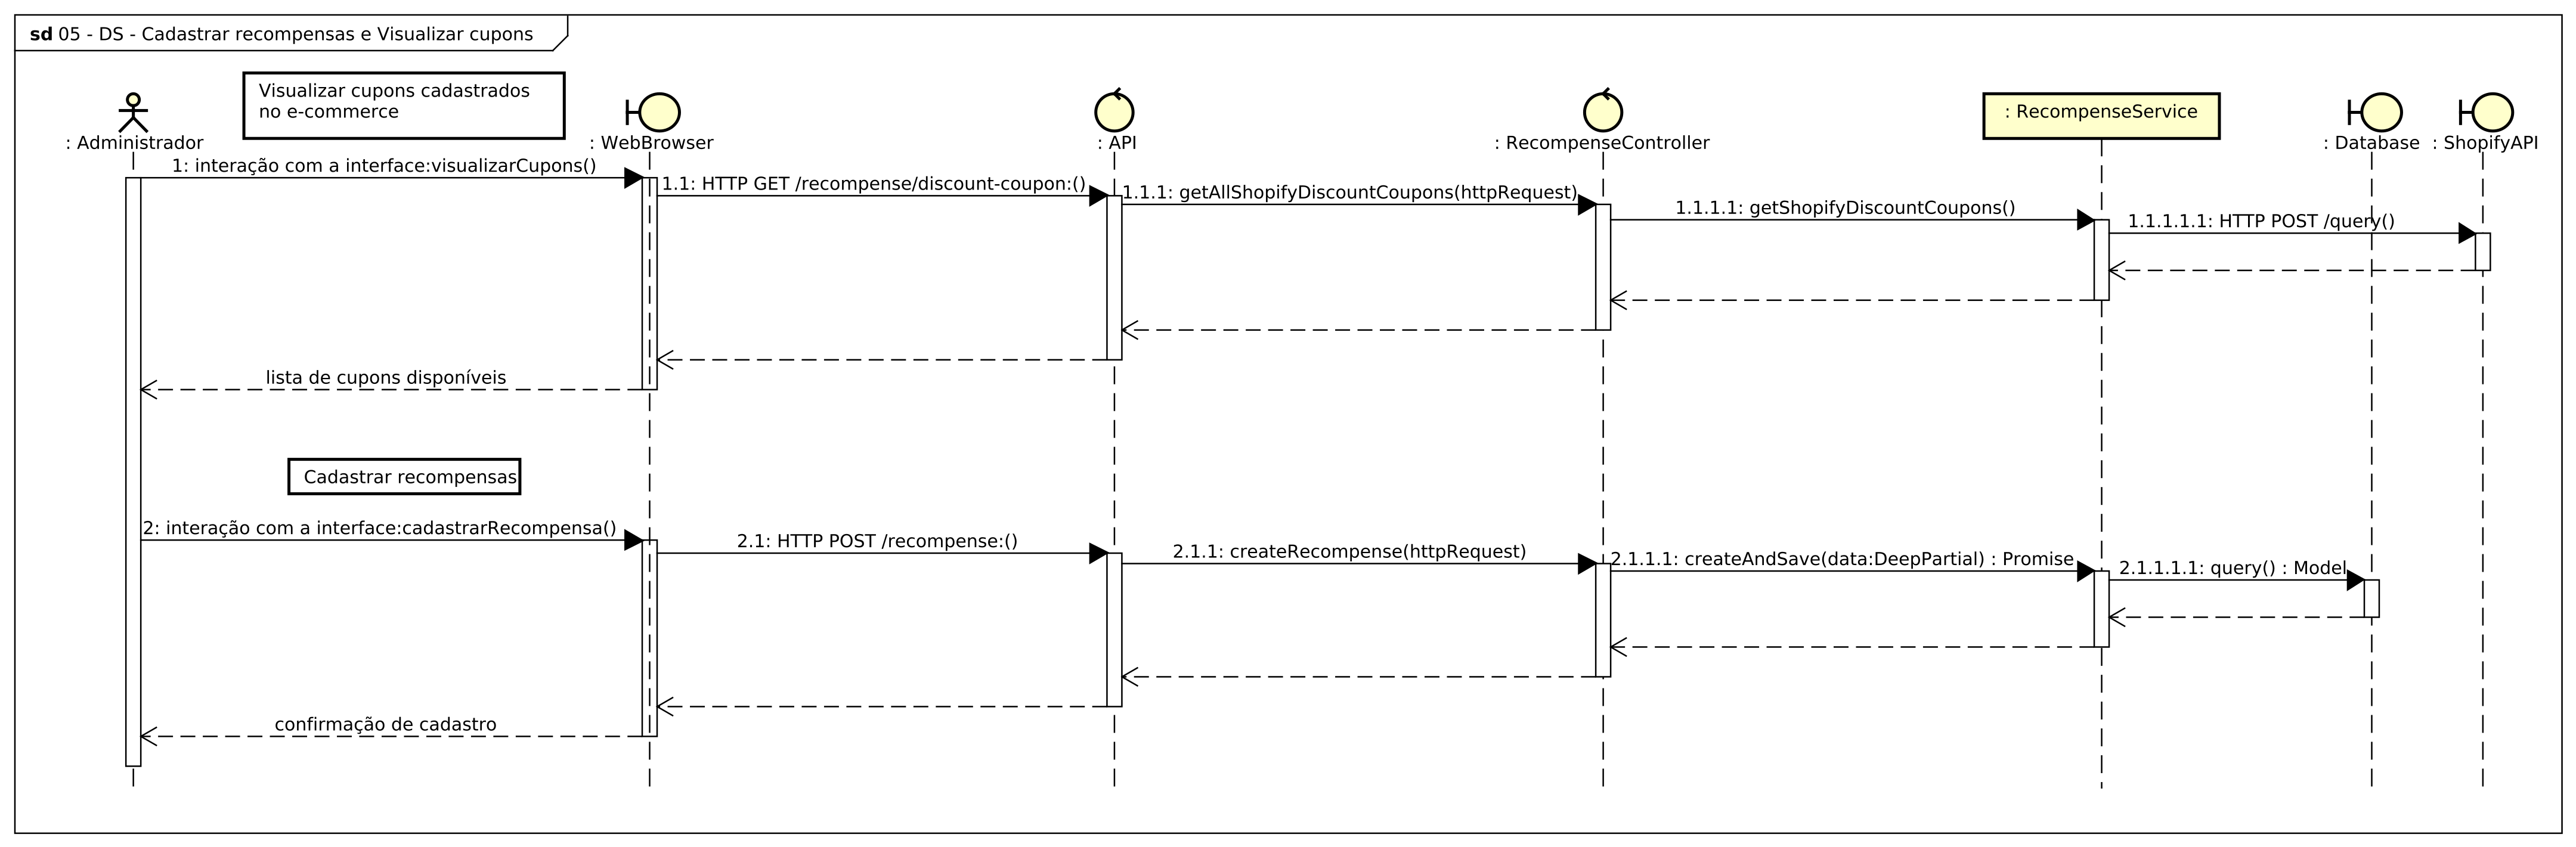 sd 05 - DS - Cadastrar recompensas e Visualizar cupons
Visualizar cupons cadastrados
no e-commerce
: Administrador
: WebBrowser
: API
: RecompenseController
: RecompenseService
: Database
: ShopifyAPI
1: interação com a interface:visualizarCupons()
1.1: HTTP GET /recompense/discount-coupon:()
1.1.1: getAllShopifyDiscountCoupons(httpRequest)
1.1.1.1: getShopifyDiscountCoupons()
1.1.1.1.1: HTTP POST /query()
lista de cupons disponíveis
Cadastrar recompensas
2: interação com a interface:cadastrarRecompensa()
2.1: HTTP POST /recompense:()
2.1.1: createRecompense(httpRequest)
2.1.1.1: createAndSave(data:DeepPartial) : Promise
2.1.1.1.1: query() : Model
confirmação de cadastro